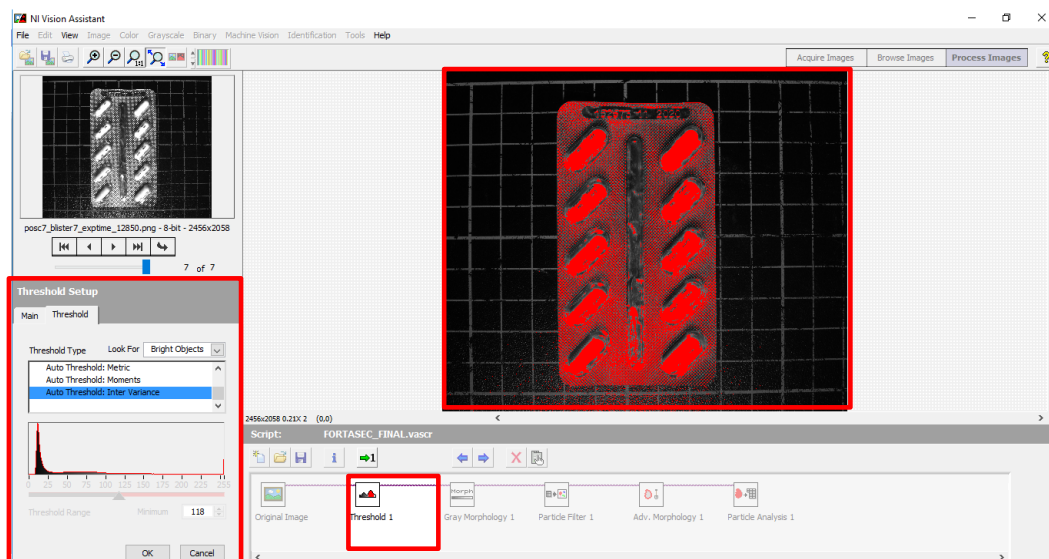 NI Vision Assistant
File Edit View Image Color Grayscale Binary Machine Vision Identification Tools Help
1:1
Acquire Images Browse Images Process Images
posc7_blister7_exptime_12850.png - 8-bit - 2456x2058
7 of 7
Threshold Setup
Main Threshold
Threshold Type Look For Bright Objects
Auto Threshold: Metric
Auto Threshold: Moments
Auto Threshold: Inter Variance
0 25 50 75 100 125 150 175 200 225 255
Threshold Range Minimum 118
OK Cancel
2456x2058 0.21X 2 (0,0)
Script: FORTASEC_FINAL.vascr
1
Morph
Original Image Threshold 1 Gray Morphology 1 Particle Filter 1 Adv. Morphology 1 Particle Analysis 1